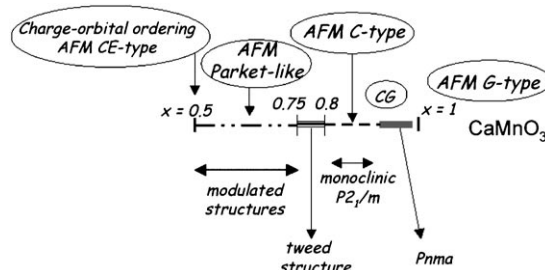 Charge-orbital ordering
AFM CE-type
AFM
Parket-like
AFM C-type
CG
AFM G-type
x = 0.5
0.75
0.8
x = 1
CaMnO3
modulated
structures
monoclinic
P21/m
tweed
structure
Pnma